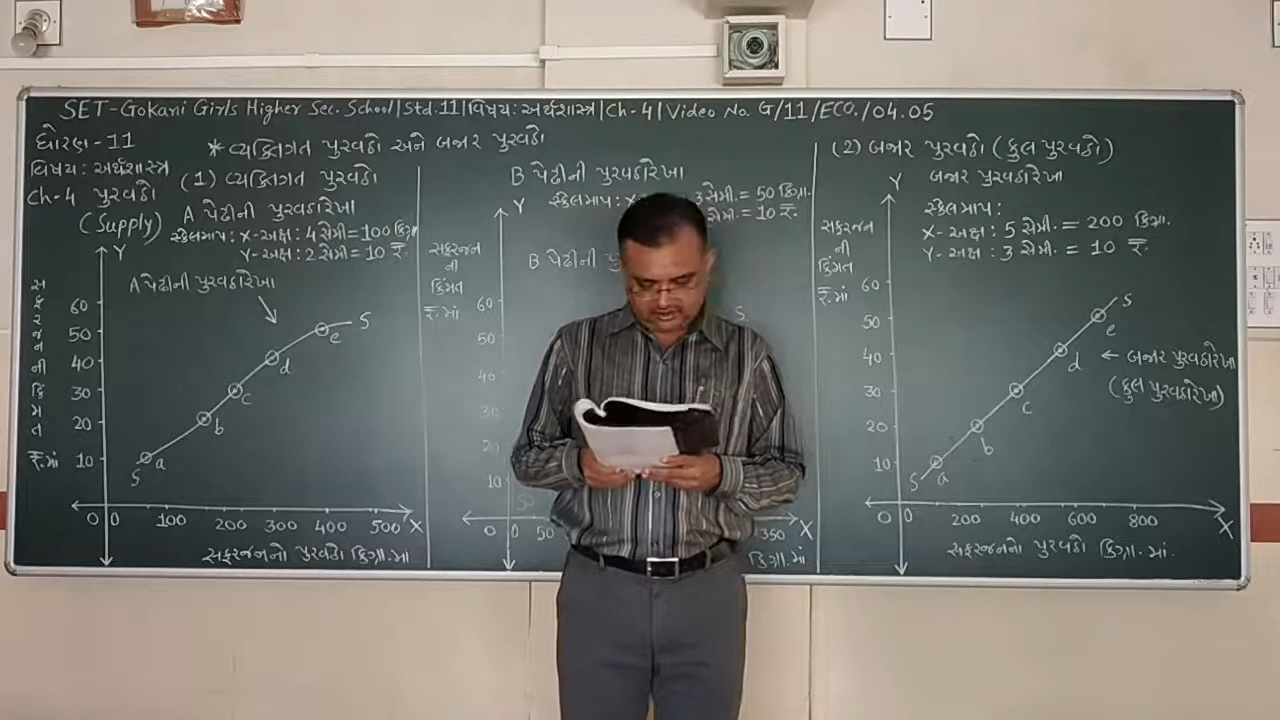 SET-Gokani Girls Higher Sec. School | Std.11 | વિષય: અર્થશાસ્ત્ર | Ch-4 | Video No. G/11/ECO./04.05
ધોરણ-11
વિષય: અર્થશાસ્ત્ર
Ch-4 પુરવઠો
(Supply)
* વ્યક્તિગત પુરવઠો અને બજાર પુરવઠો
(1) વ્યક્તિગત પુરવઠો
A પેઢીની પુરવઠારેખા
સ્કેલમાપ: X-અક્ષ: 4 સેમી = 100 કિગ્રા.
Y-અક્ષ: 2 સેમી = 10 ₹.
A પેઢીની પુરવઠારેખા
Y
સફરજનની કિંમત ₹.માં
60
50
40
30
20
10
S
e
d
c
b
a
S
0 0 100 200 300 400 500 X
સફરજનનો પુરવઠો કિગ્રા.માં
B પેઢીની પુરવઠારેખા
સ્કેલમાપ: 3 સેમી. = 50 કિગ્રા.
સેમી. = 10 ₹.
Y
સફરજન
ની
કિંમત
₹.માં
B પેઢીની
60
50
40
30
20
10
S
S
0 0 50 350 X
કિગ્રા.માં
(2) બજાર પુરવઠો (કુલ પુરવઠો)
બજાર પુરવઠારેખા
સ્કેલમાપ:
X-અક્ષ: 5 સેમી. = 200 કિગ્રા.
Y-અક્ષ: 3 સેમી. = 10 ₹.
Y
સફરજન
ની
કિંમત
₹.માં
60
50
40
30
20
10
S
e
d
c
b
a
S
← બજાર પુરવઠારેખા
(કુલ પુરવઠારેખા)
0 0 200 400 600 800 X
સફરજનનો પુરવઠો કિગ્રા.માં.